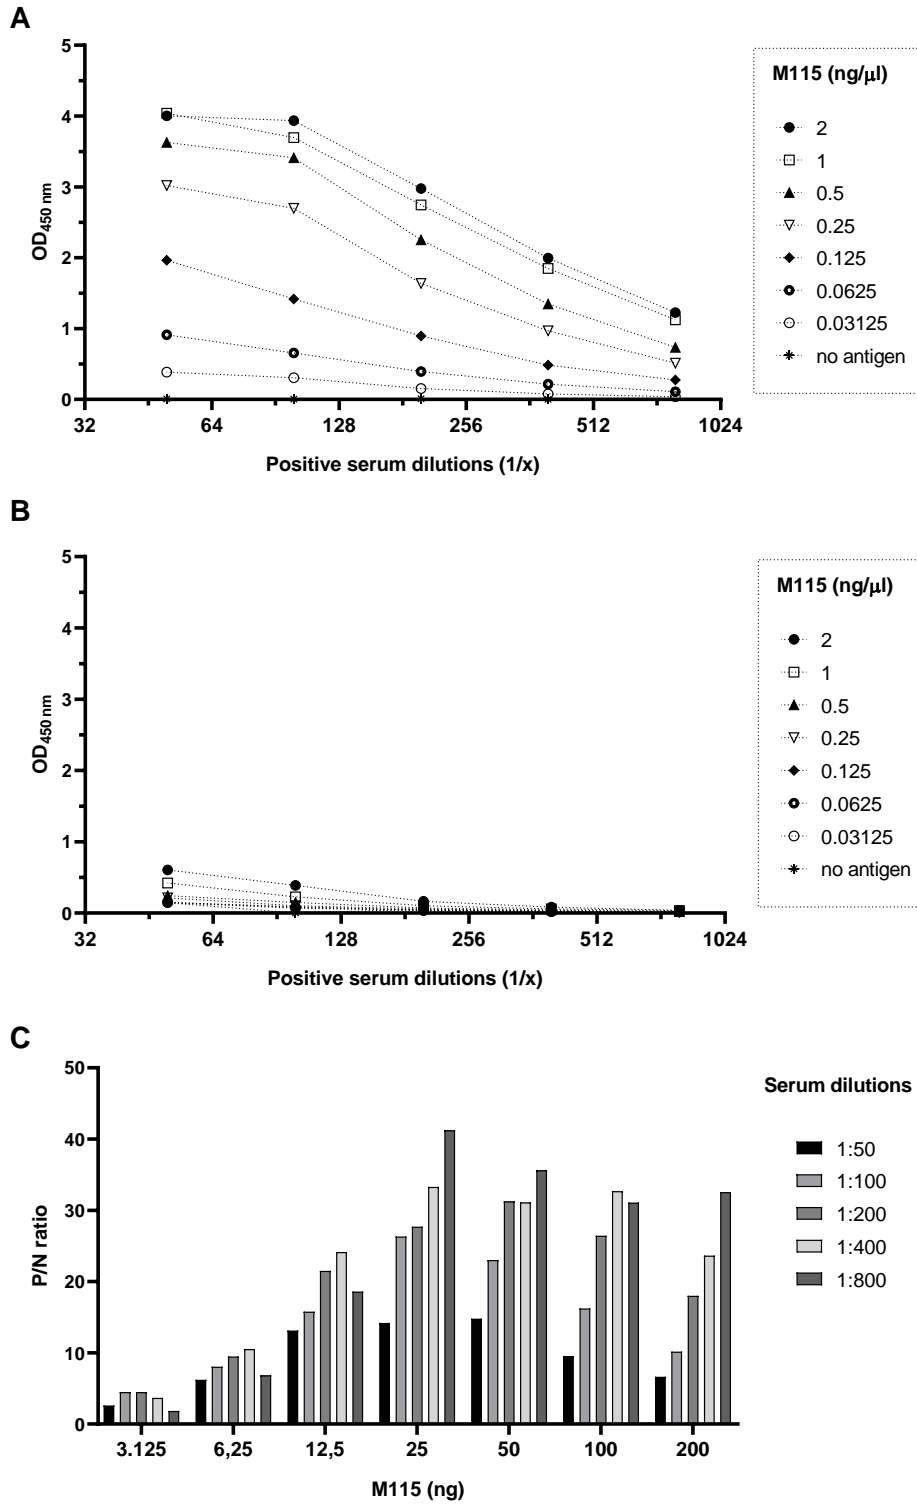 A
5
4
3
2
1
0
OD450 nm
32 64 128 256 512 1024
Positive serum dilutions (1/x)
M115 (ng/μl)
2
1
0.5
0.25
0.125
0.0625
0.03125
no antigen
B
5
4
3
2
1
0
OD450 nm
32 64 128 256 512 1024
Positive serum dilutions (1/x)
M115 (ng/μl)
2
1
0.5
0.25
0.125
0.0625
0.03125
no antigen
C
50
40
30
20
10
0
P/N ratio
3.125 6,25 12,5 25 50 100 200
M115 (ng)
Serum dilutions
1:50
1:100
1:200
1:400
1:800